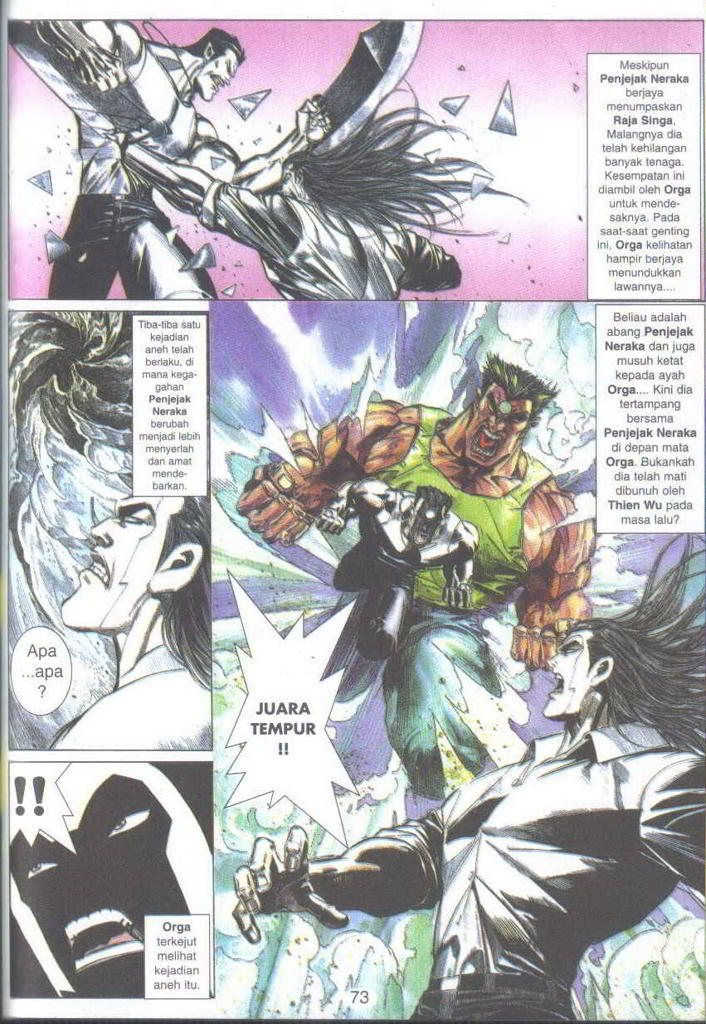 Meskipun
Penjejak Neraka
berjaya
menumpaskan
Raja Singa,
Malangnya dia
telah kehilangan
banyak tenaga.
Kesempatan ini
diambil oleh Orga
untuk mende-
saknya. Pada
saat-saat genting
ini, Orga kelihatan
hampir berjaya
menundukkan
lawannya....
Tiba-tiba satu
kejadian
aneh telah
berlaku, di
mana kega-
gahan
Penjejak
Neraka
berubah
menjadi lebih
menyerlah
dan amat
mende-
barkan.
Apa
...apa
?
Beliau adalah
abang Penjejak
Neraka dan juga
musuh ketat
kepada ayah
Orga.... Kini dia
tertampang
bersama
Penjejak Neraka
di depan mata
Orga. Bukankah
dia telah mati
dibunuh oleh
Thien Wu pada
masa lalu?
JUARA
TEMPUR
!!
!!
Orga
terkejut
melihat
kejadian
aneh itu.
73